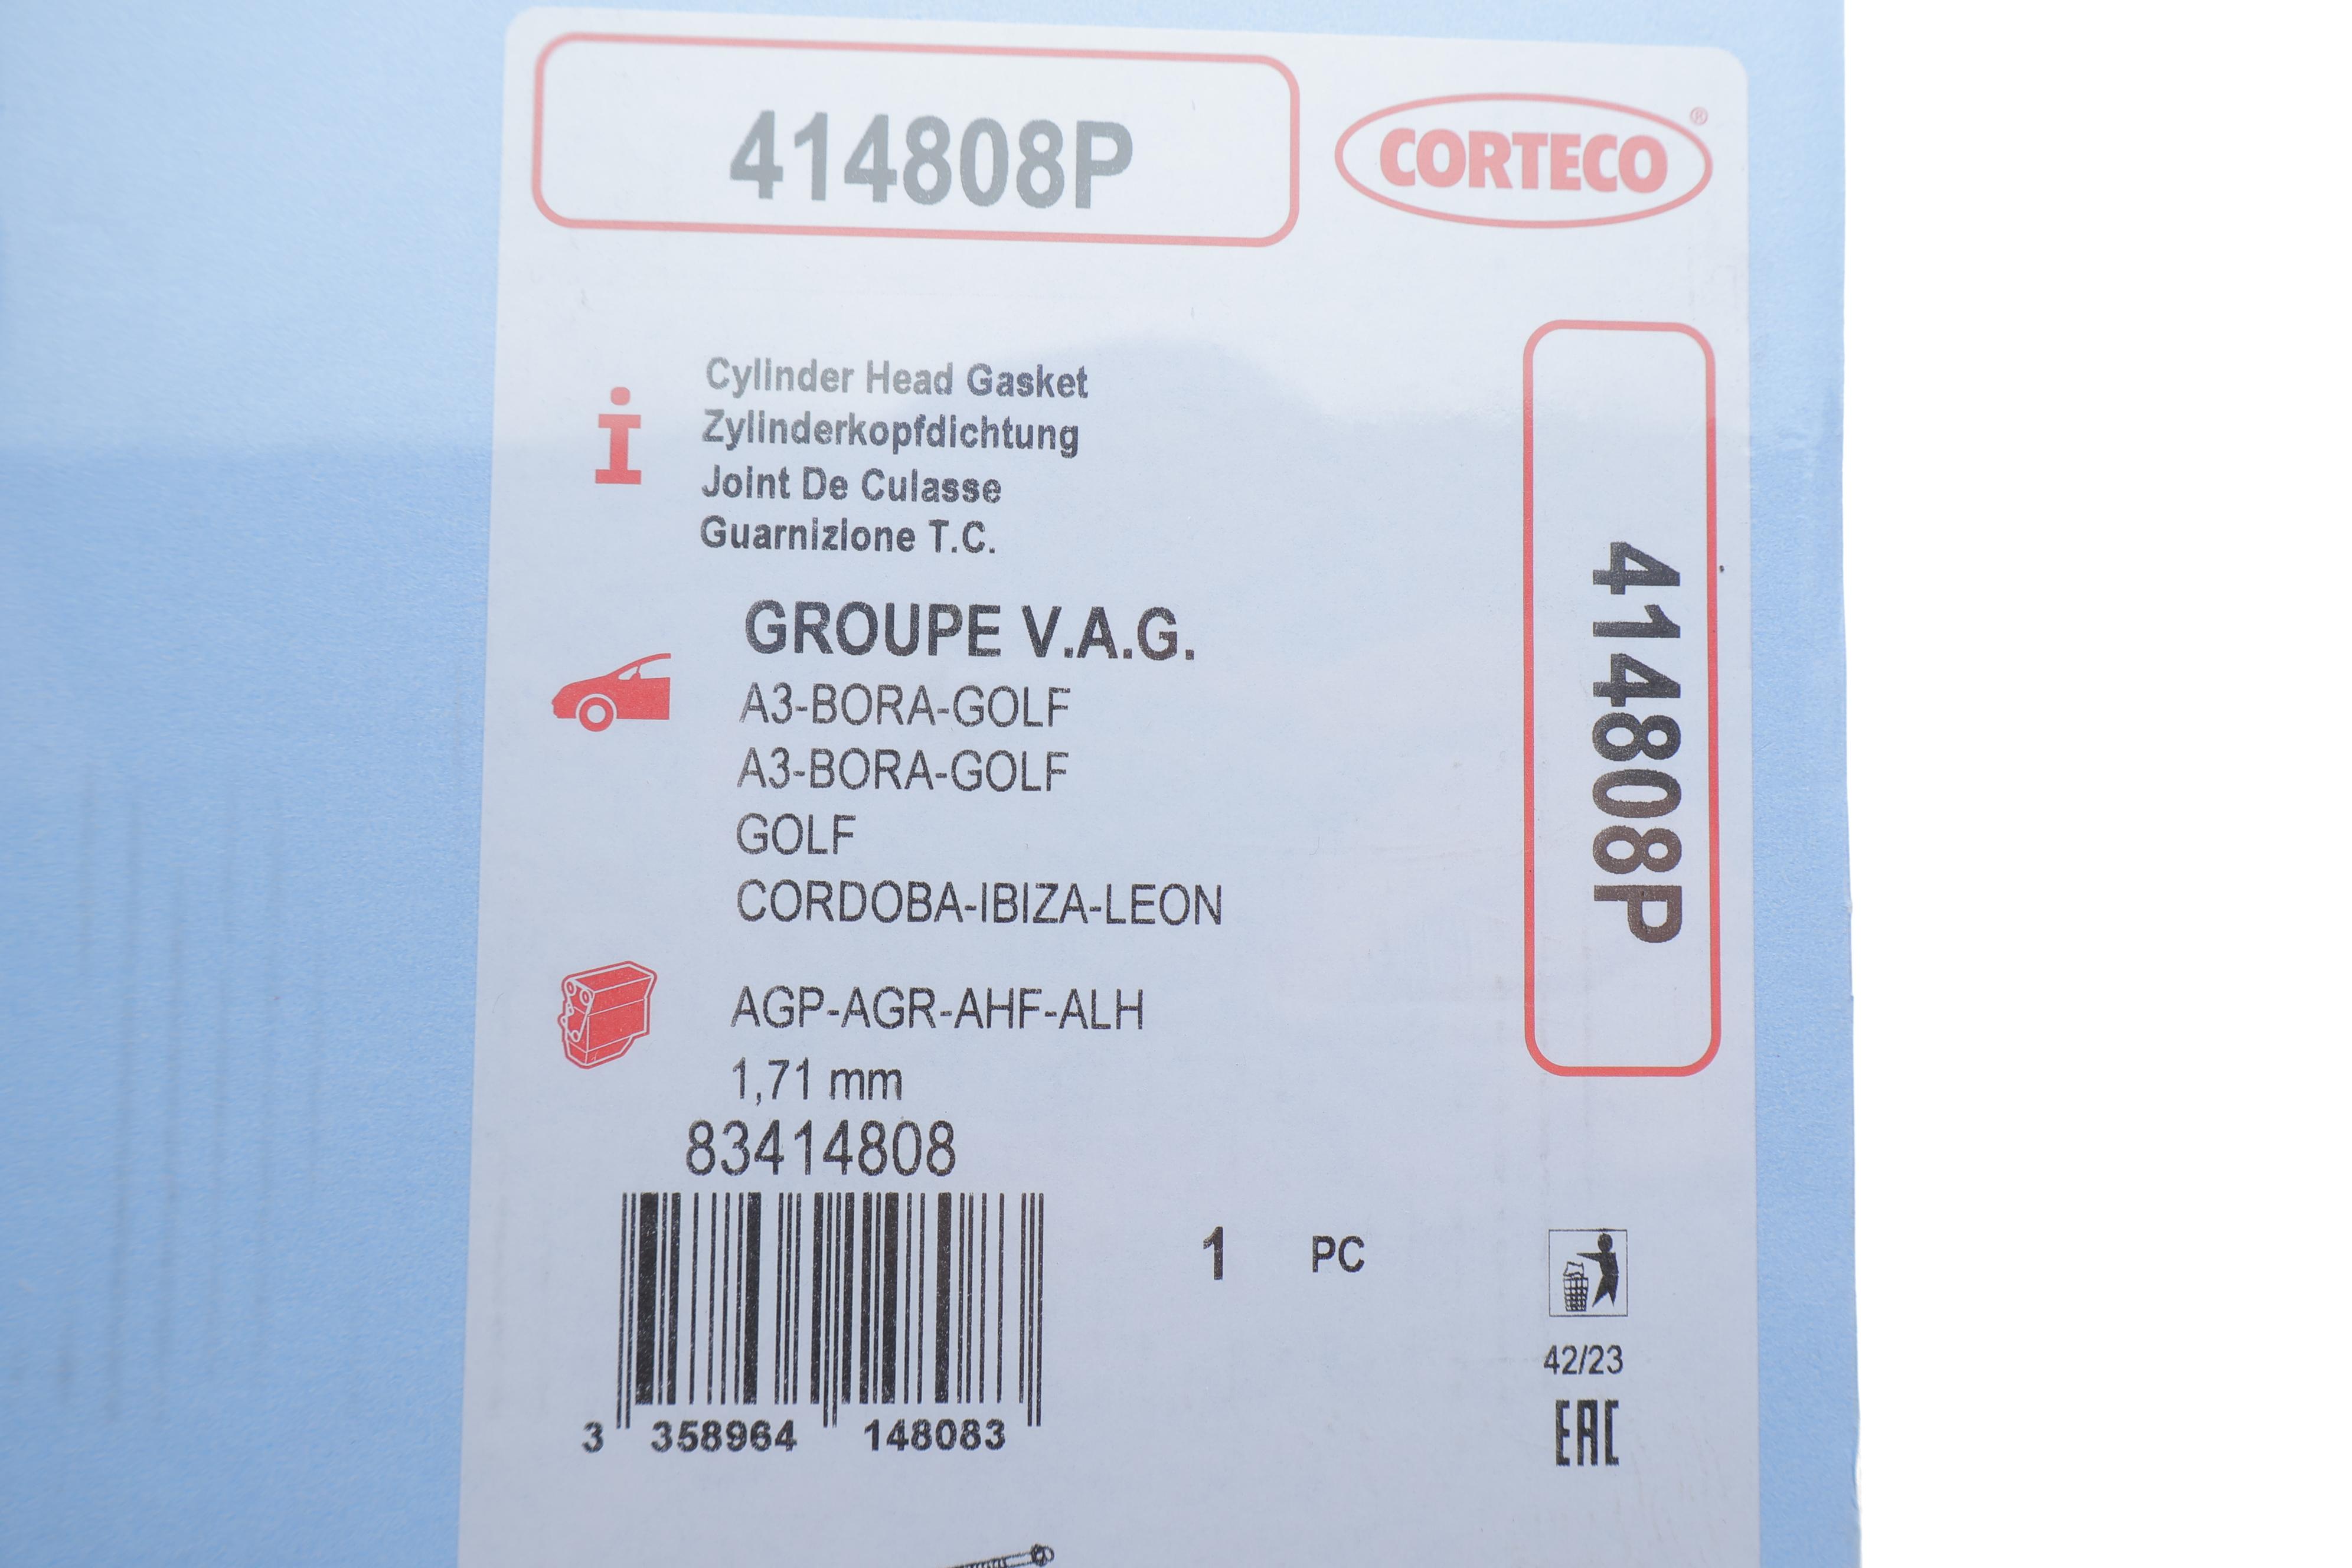 414808P
CORTECO®
i
Cylinder Head Gasket
Zylinderkopfdichtung
Joint De Culasse
Guarnizione T.C.
414808P
GROUPE V.A.G.
A3-BORA-GOLF
A3-BORA-GOLF
GOLF
CORDOBA-IBIZA-LEON
AGP-AGR-AHF-ALH
1,71 mm
83414808
1 PC
42/23
3 358964 148083
EAC